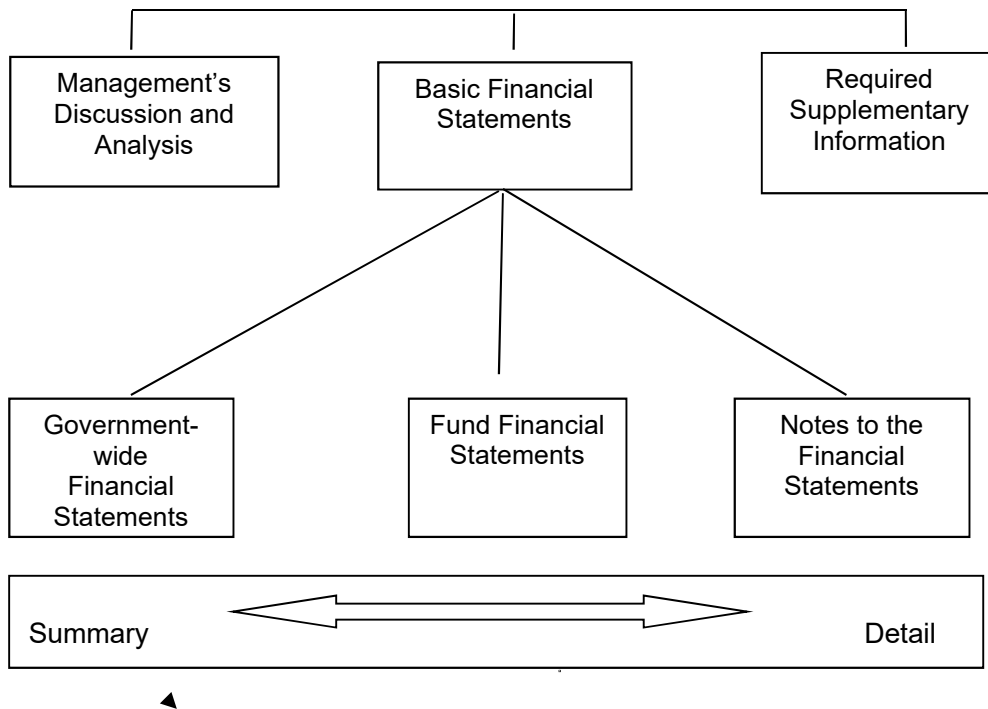 Management’s
Discussion and
Analysis
Basic Financial
Statements
Required
Supplementary
Information
Government-
wide
Financial
Statements
Fund Financial
Statements
Notes to the
Financial
Statements
Summary
Detail